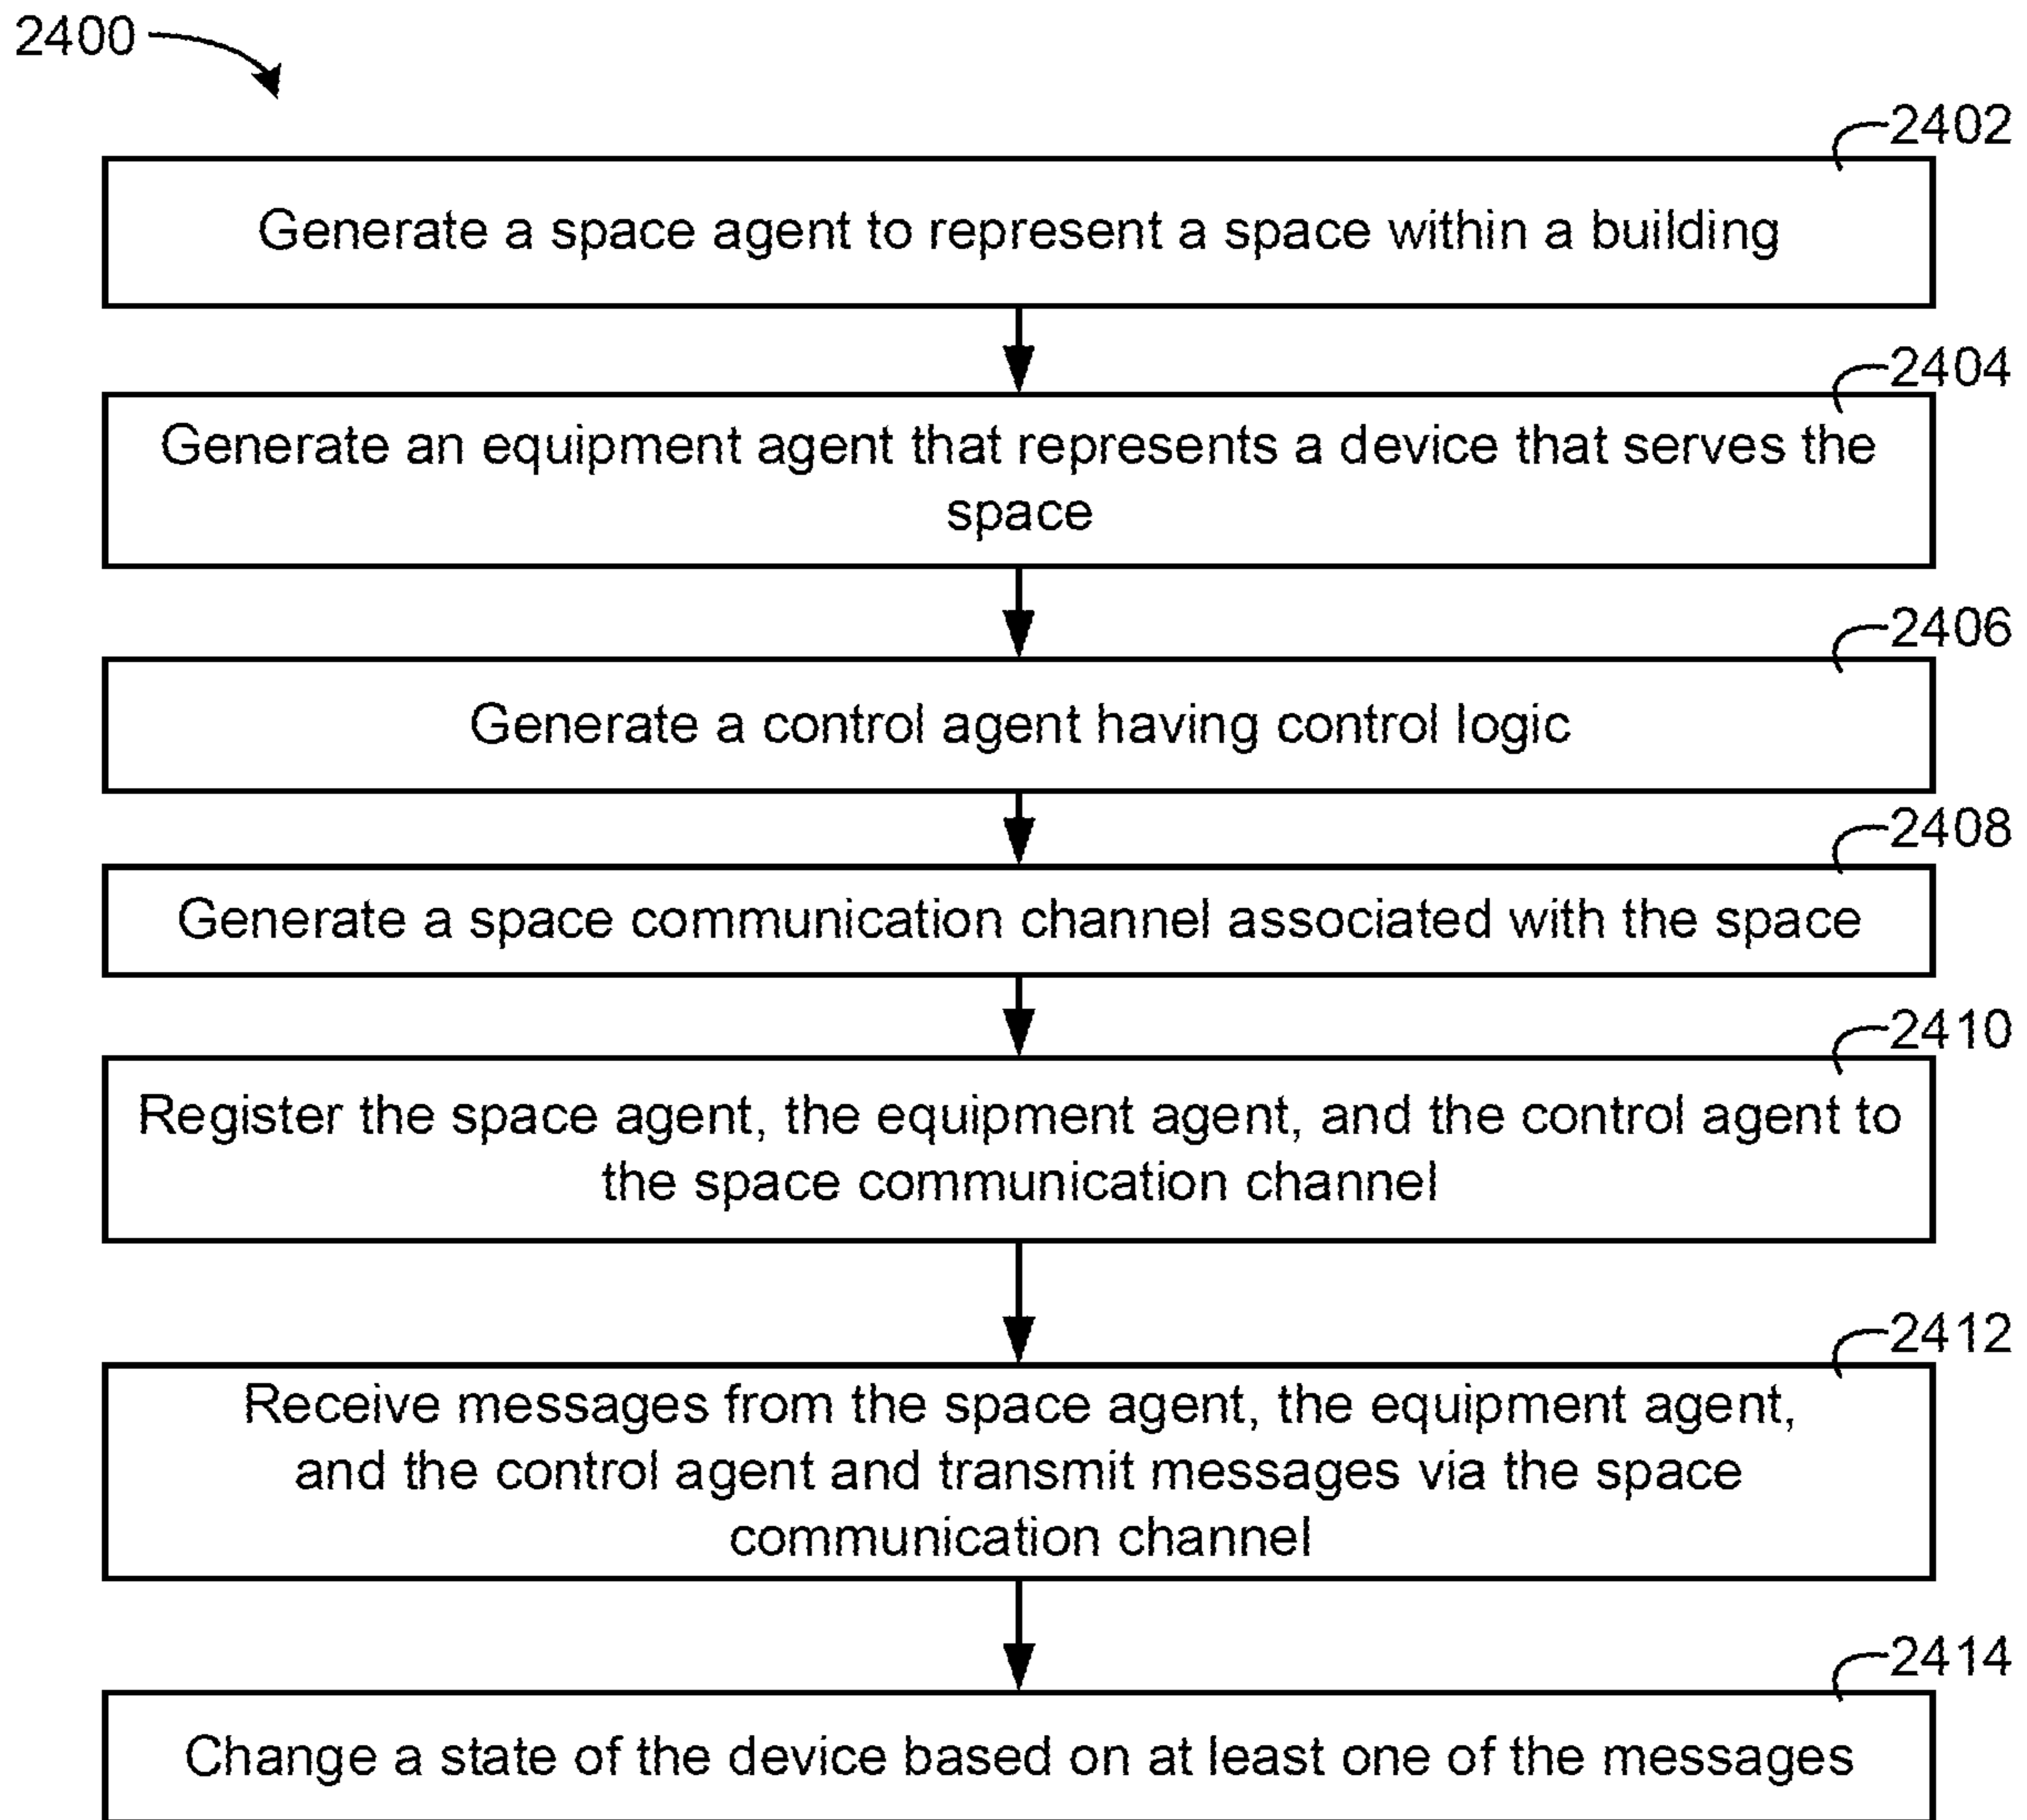 2400
2402
Generate a space agent to represent a space within a building
2404
Generate an equipment agent that represents a device that serves the
space
2406
Generate a control agent having control logic
2408
Generate a space communication channel associated with the space
2410
Register the space agent, the equipment agent, and the control agent to
the space communication channel
2412
Receive messages from the space agent, the equipment agent,
and the control agent and transmit messages via the space
communication channel
2414
Change a state of the device based on at least one of the messages